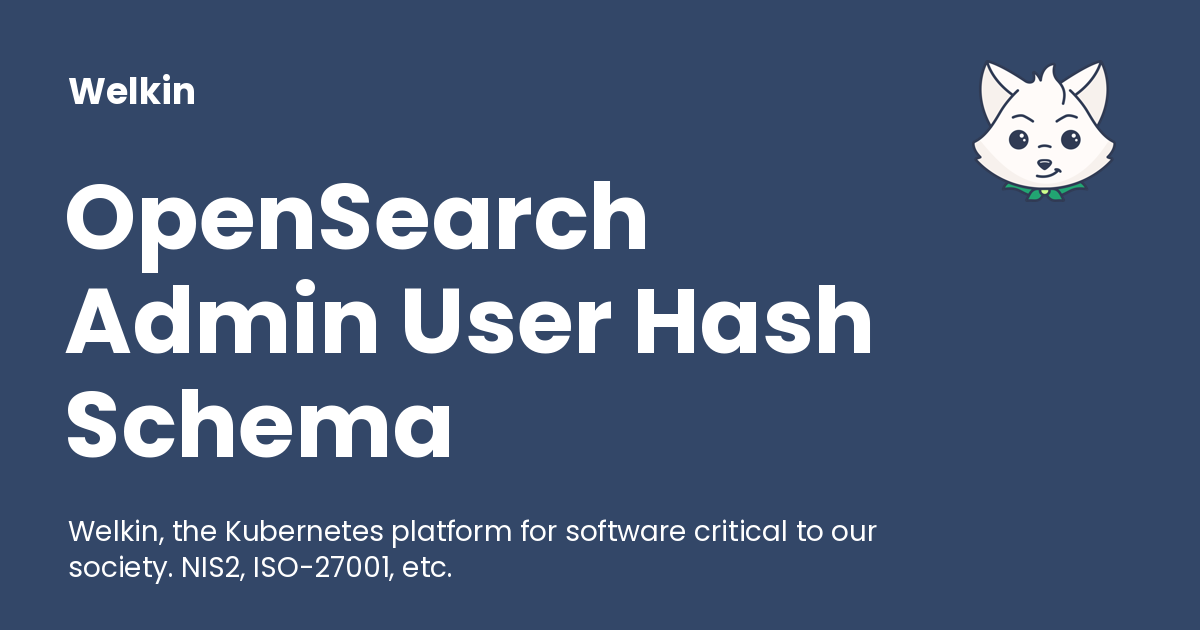 Welkin
OpenSearch
Admin User Hash
Schema
Welkin, the Kubernetes platform for software critical to our
society. NIS2, ISO-27001, etc.